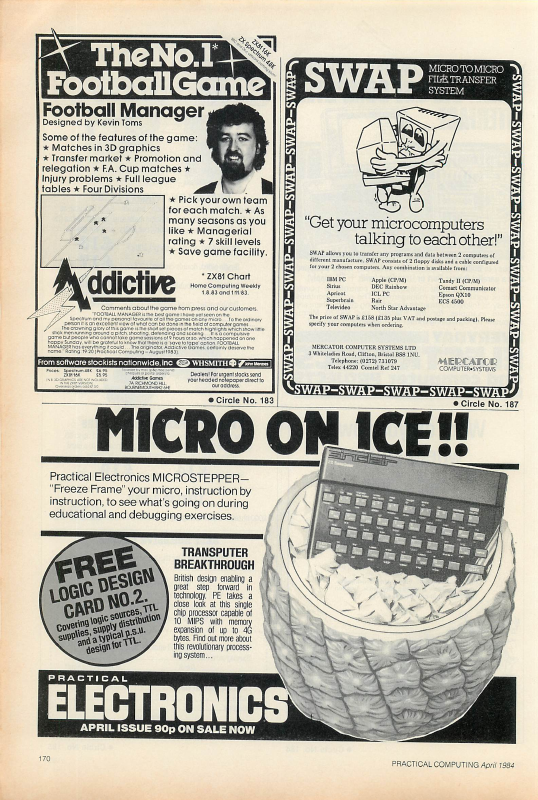 The No.1*
Football Game
ZX81 16K
ZX Spectrum 48K
Football Manager
Designed by Kevin Toms
Some of the features of the game:
★ Matches in 3D graphics
★ Transfer market ★ Promotion and
relegation ★ F.A. Cup matches ★
Injury problems ★ Full league
tables ★ Four Divisions
★ Pick your own team
for each match. ★ As
many seasons as you
like ★ Managerial
rating ★ 7 skill levels
★ Save game facility.
Addictive
* ZX81 Chart
Home Computing Weekly
1.8.83 and 1.11.83.
Comments about the game from press and our customers.
From software stockists nationwide, inc
WHSMITH
John Menzies
Prices:
Spectrum 48K £6.95
ZX81 16K £5.95
Addictive Games
7A RICHMOND HILL
BOURNEMOUTH BH2 6HE
Dealers! For urgent stocks send
your headed notepaper direct to
our address.
● Circle No. 183
SWAP
MICRO TO MICRO
FILE TRANSFER
SYSTEM
SWAP–SWAP–SWAP–SWAP–SWAP–SWAP
"Get your microcomputers
talking to each other!"
SWAP allows you to transfer any programs and data between 2 computers of
different manufacture. SWAP consists of 2 floppy disks and a cable configured
for your 2 chosen computers. Any combination is available from:
IBM PC Apple (CP/M) Tandy II (CP/M)
Sirius DEC Rainbow Comart Communicator
Apricot ICL PC Epson QX10
Superbrain Rair ECS 4500
Televideo North Star Advantage
The price of SWAP is £158 (£135 plus VAT and postage and packing). Please
specify your computers when ordering.
MERCATOR COMPUTER SYSTEMS LTD
3 Whiteladies Road, Clifton, Bristol BS8 1NU.
Telephone: (0272) 731079
Telex 44220 Comtel Ref 247
MERCATOR
COMPUTER•SYSTEMS
● Circle No. 187
MICRO ON ICE!!
Practical Electronics MICROSTEPPER—
"Freeze Frame" your micro, instruction by
instruction, to see what's going on during
educational and debugging exercises.
FREE
LOGIC DESIGN
CARD NO.2.
Covering logic sources, TTL
supplies, supply distribution
and a typical p.s.u.
design for TTL.
TRANSPUTER
BREAKTHROUGH
British design enabling a
great step forward in
technology. PE takes a
close look at this single
chip processor capable of
10 MIPS with memory
expansion of up to 4G
bytes. Find out more about
this revolutionary process-
ing system...
sinclair
PRACTICAL
ELECTRONICS
APRIL ISSUE 90p ON SALE NOW
170
PRACTICAL COMPUTING April 1984